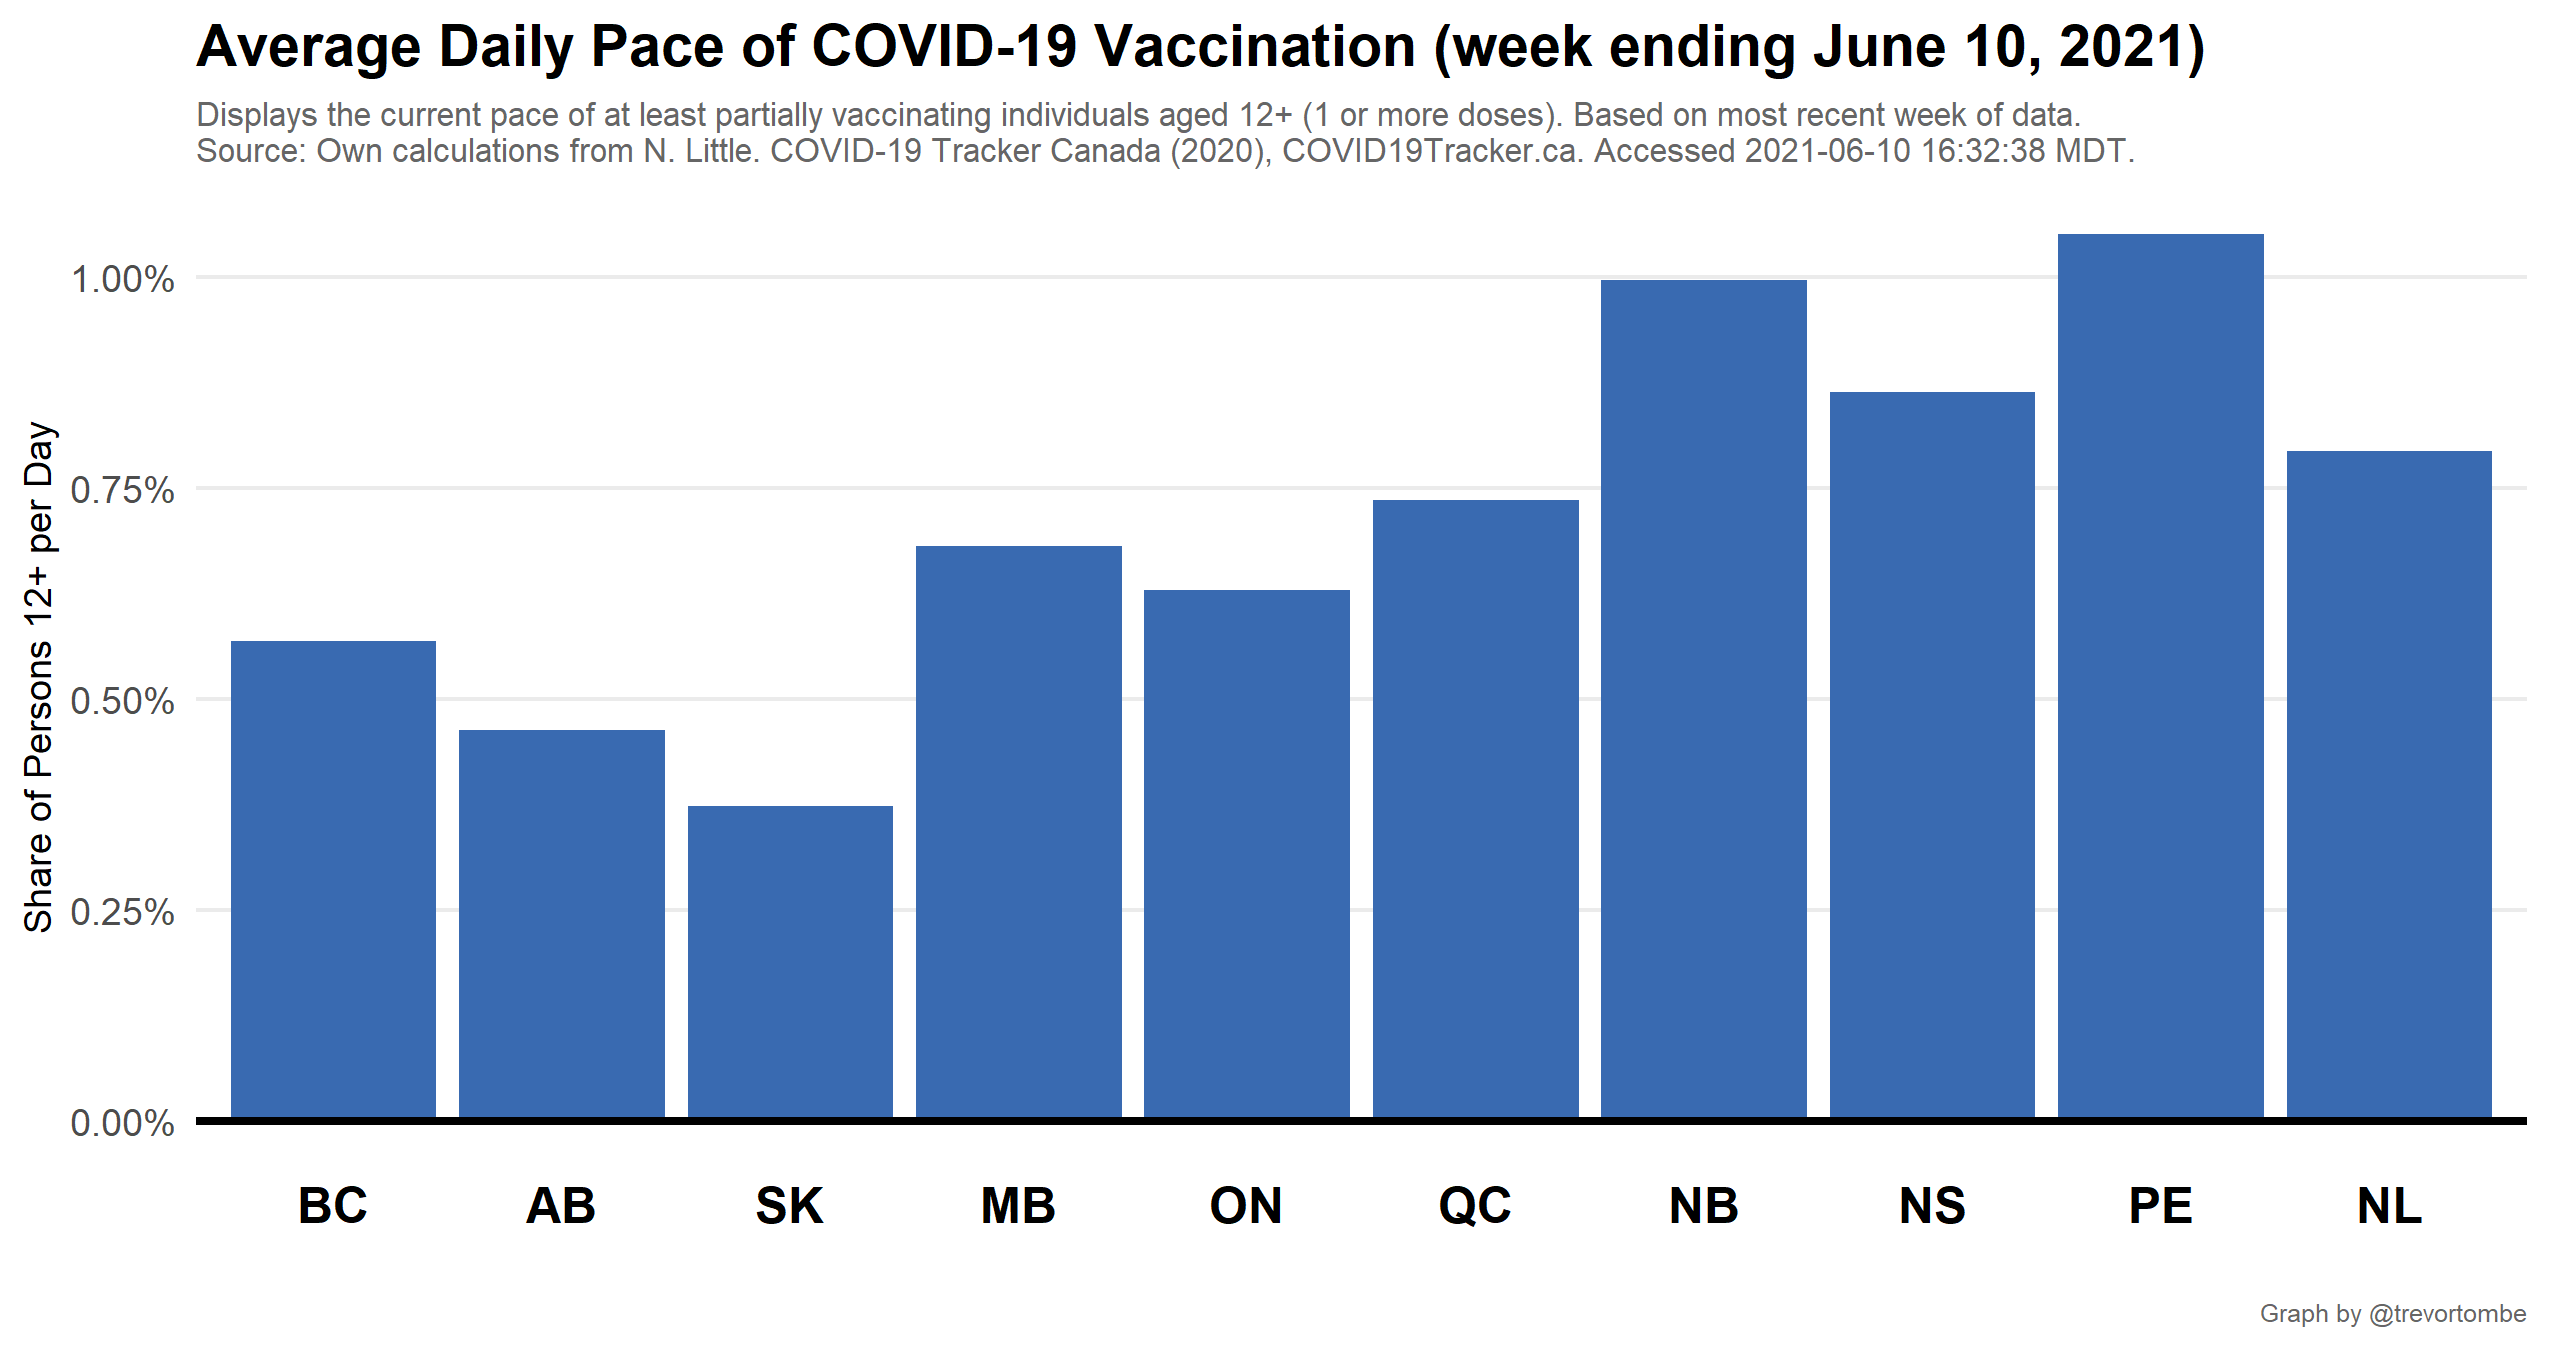 Average Daily Pace of COVID-19 Vaccination (week ending June 10, 2021)
Displays the current pace of at least partially vaccinating individuals aged 12+ (1 or more doses). Based on most recent week of data.
Source: Own calculations from N. Little. COVID-19 Tracker Canada (2020), COVID19Tracker.ca. Accessed 2021-06-10 16:32:38 MDT.
Share of Persons 12+ per Day
1.00%
0.75%
0.50%
0.25%
0.00%
BC AB SK MB ON QC NB NS PE NL
Graph by @trevortombe